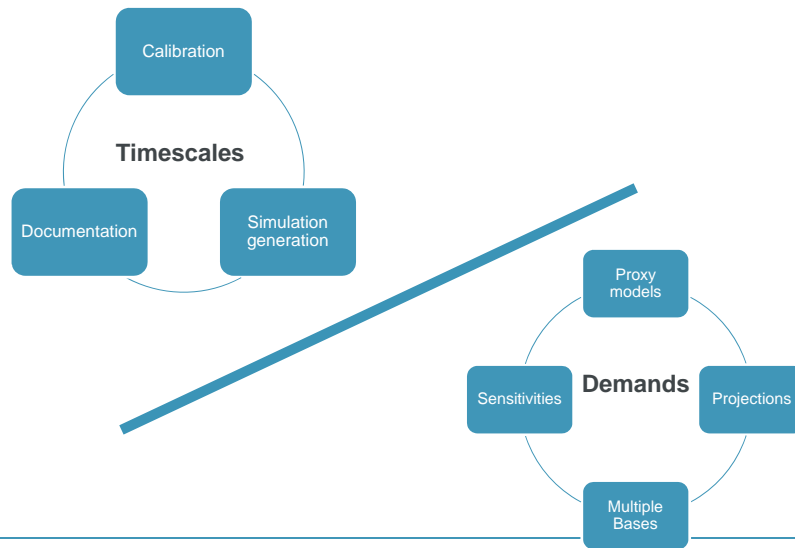 Calibration
Timescales
Documentation
Simulation
generation
Proxy
models
Sensitivities
Demands
Projections
Multiple
Bases